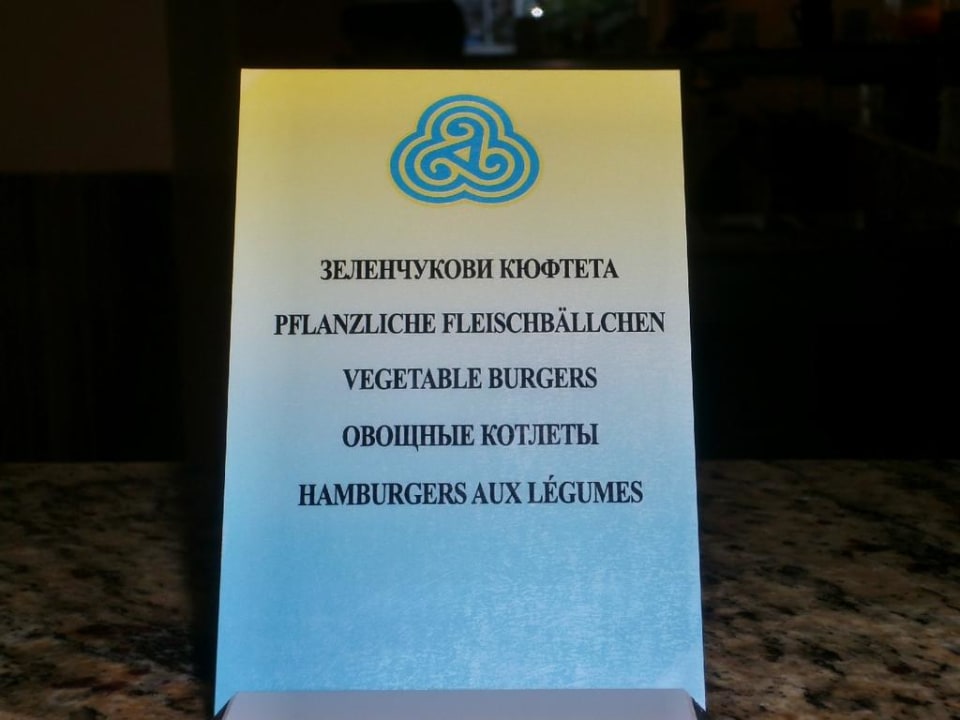 ЗЕЛЕНЧУКОВИ КЮФТЕТА
PFLANZLICHE FLEISCHBÄLLCHEN
VEGETABLE BURGERS
ОВОЩНЫЕ КОТЛЕТЫ
HAMBURGERS AUX LÉGUMES